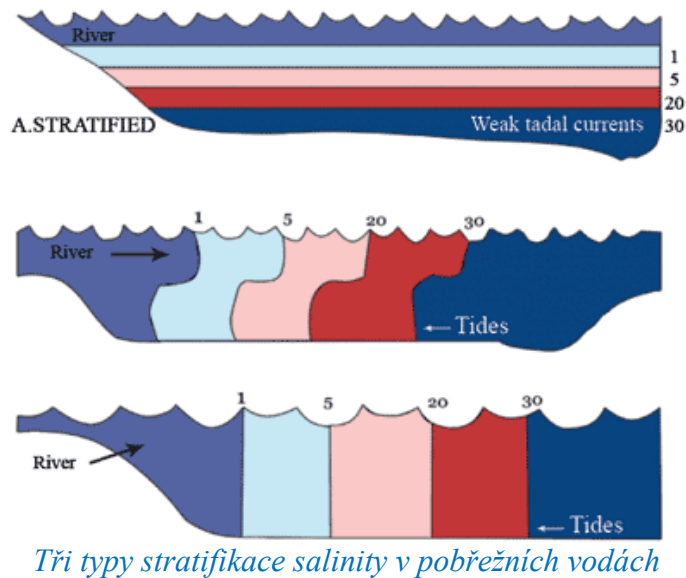 River
1
5
20
A.STRATIFIED
Weak tadal currents 30
1 5 20 30
River
Tides
1 5 20 30
River
Tides
Tři typy stratifikace salinity v pobřežních vodách